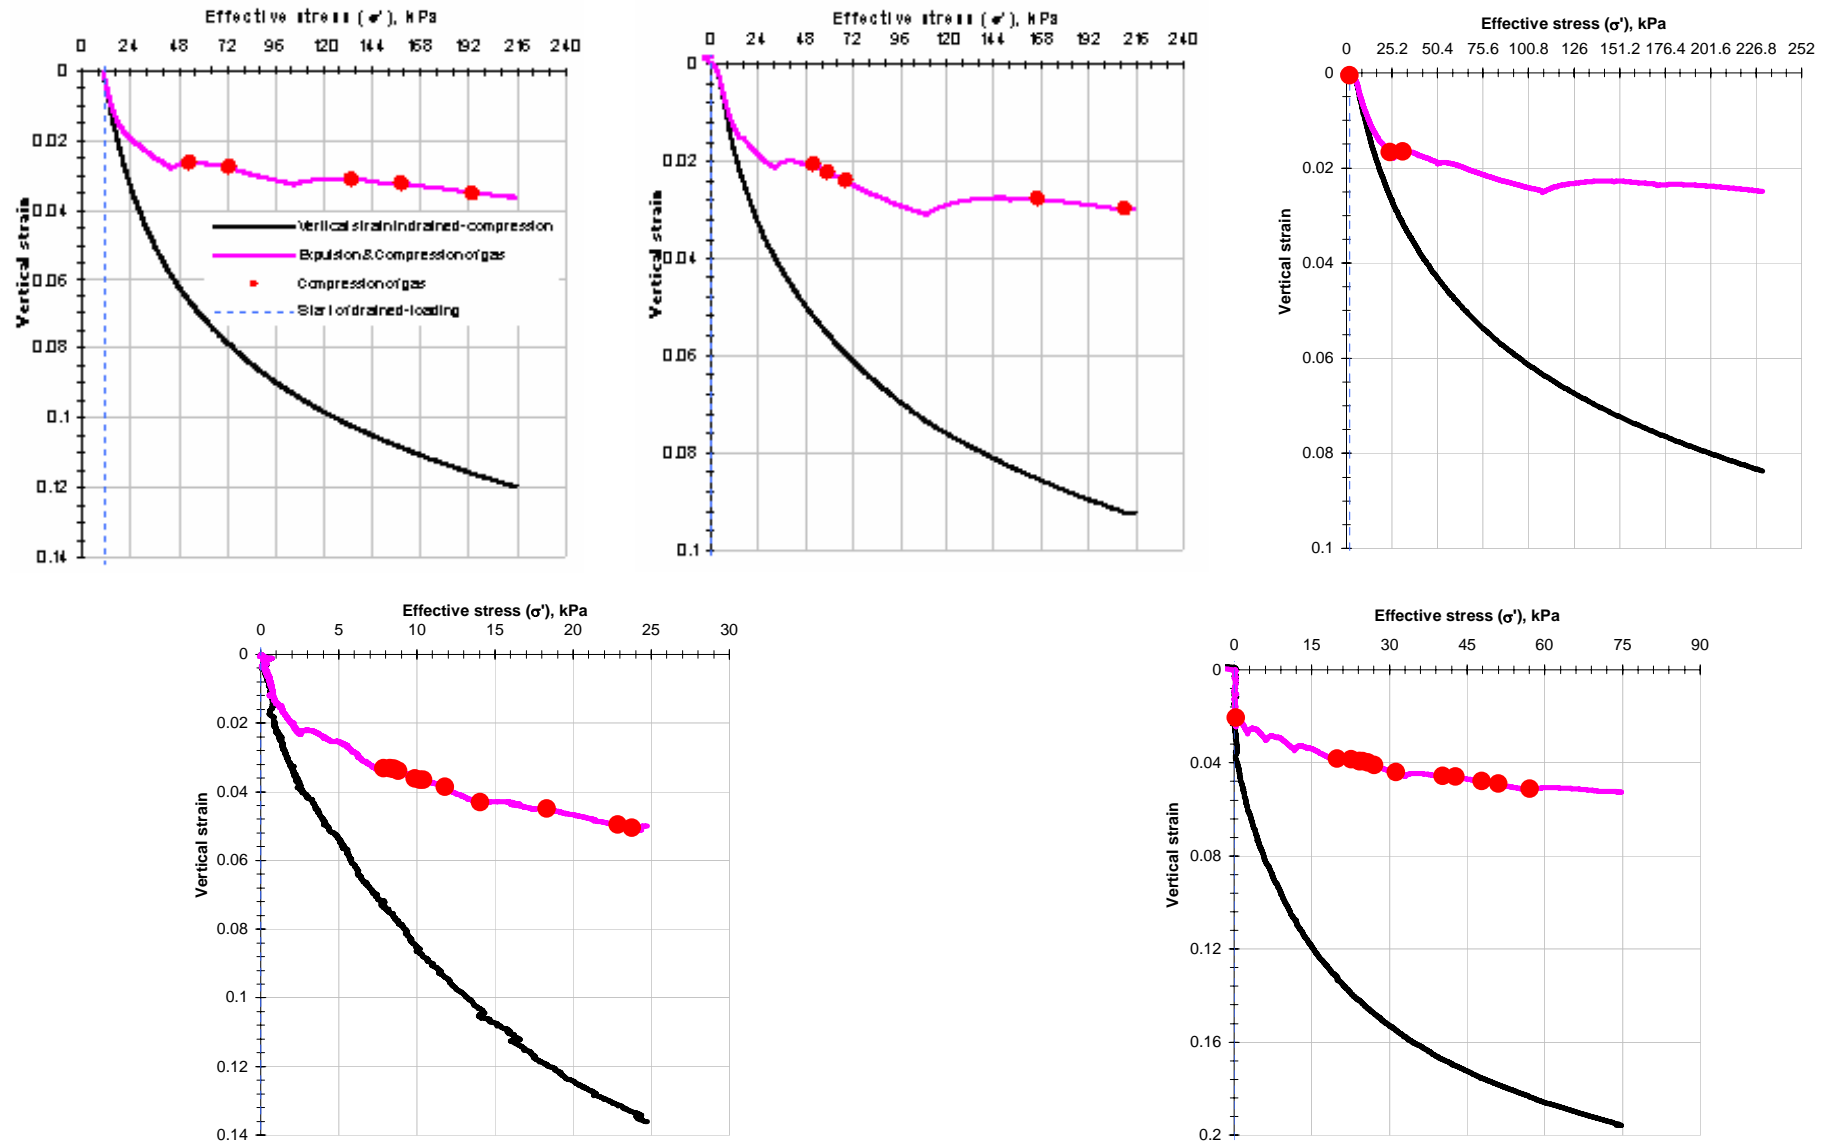 Effective stress (σ'), kPa
0 24 48 72 96 120 144 168 192 216 240
0
0.02
0.04
0.06
0.08
0.1
0.12
0.14
Vertical strain
Vertical strain in drained-compression
Expulsion & Compression of gas
Compression of gas
Start of drained-loading
Effective stress (σ'), kPa
0 24 48 72 96 120 144 168 192 216 240
0
0.02
0.04
0.06
0.08
0.1
Vertical strain
Effective stress (σ'), kPa
0 25.2 50.4 75.6 100.8 126 151.2 176.4 201.6 226.8 252
0
0.02
0.04
0.06
0.08
0.1
Vertical strain
Effective stress (σ'), kPa
0 5 10 15 20 25 30
0
0.02
0.04
0.06
0.08
0.1
0.12
0.14
Vertical strain
Effective stress (σ'), kPa
0 15 30 45 60 75 90
0
0.04
0.08
0.12
0.16
0.2
Vertical strain